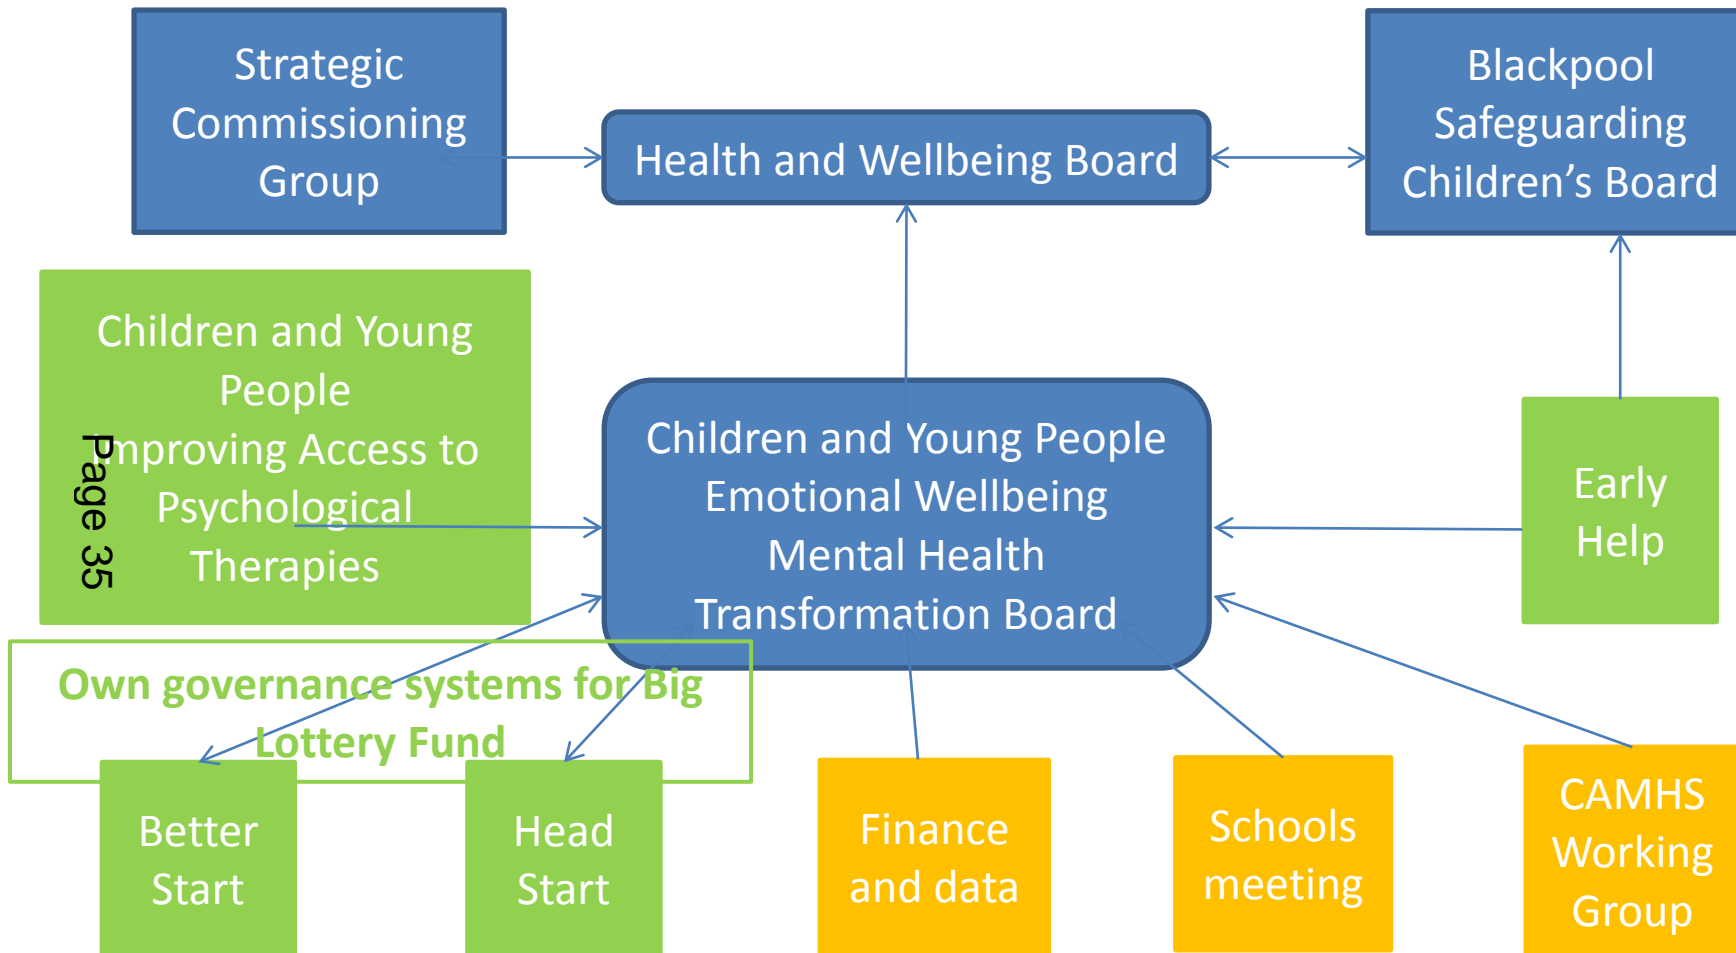 Strategic
Commissioning
Group
Health and Wellbeing Board
Blackpool
Safeguarding
Children’s Board
Children and Young
People
Improving Access to
Psychological
Therapies
Page 35
Children and Young People
Emotional Wellbeing
Mental Health
Transformation Board
Early
Help
Own governance systems for Big
Lottery Fund
Better
Start
Head
Start
Finance
and data
Schools
meeting
CAMHS
Working
Group